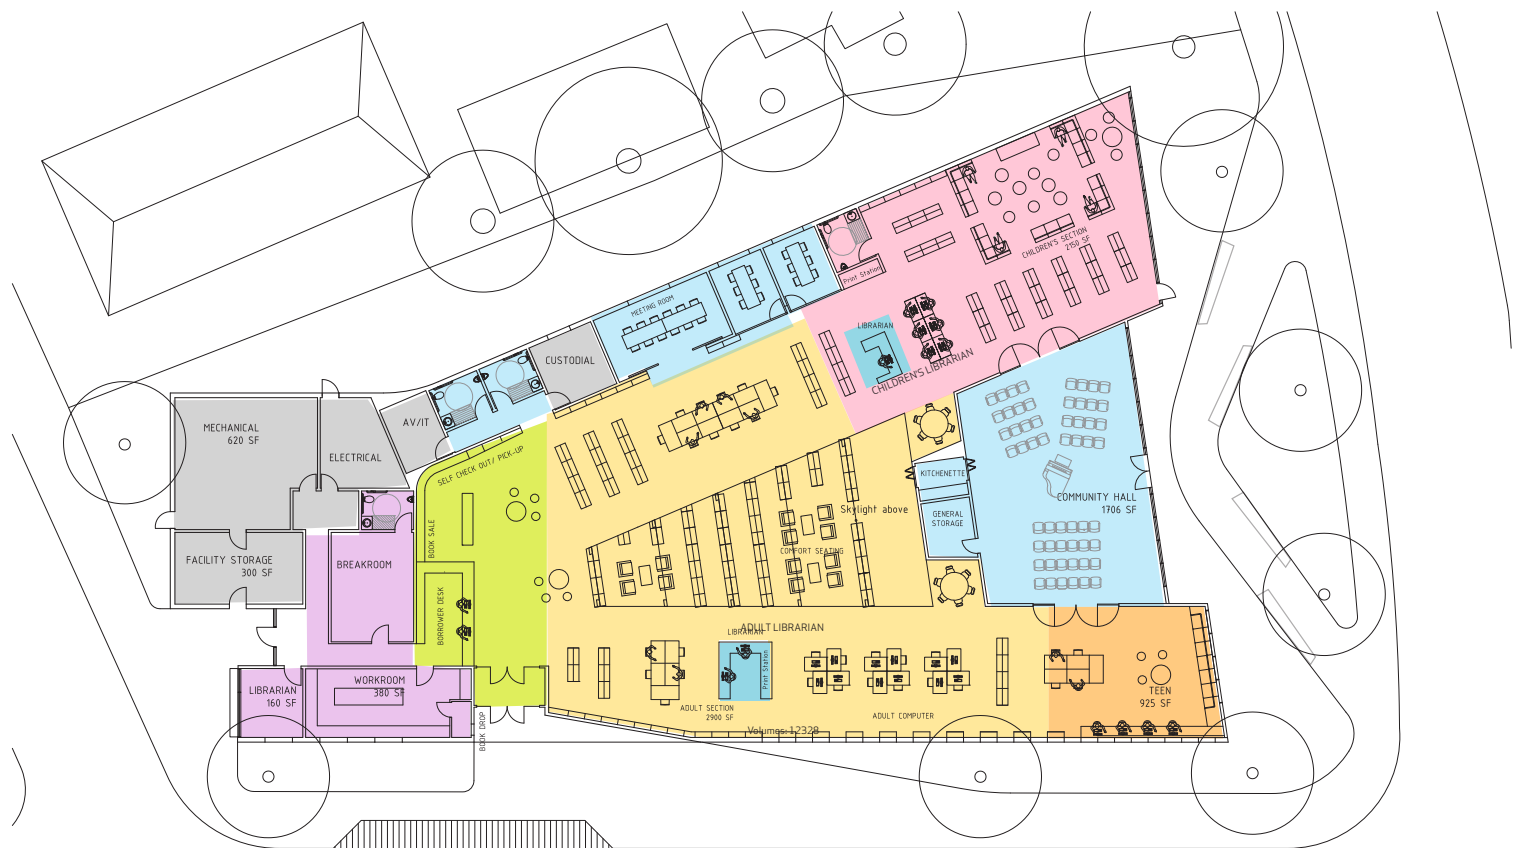 CHILDREN'S SECTION
2150 SF
Print Station
MEETING ROOM
LIBRARIAN
CHILDREN'S LIBRARIAN
CUSTODIAL
AV/IT
MECHANICAL
620 SF
ELECTRICAL
SELF CHECK OUT/ PICK-UP
KITCHENETTE
GENERAL
STORAGE
COMMUNITY HALL
1706 SF
Skylight above
BOOK SALE
COMFORT SEATING
FACILITY STORAGE
300 SF
BREAKROOM
BORROWER DESK
ADULT LIBRARIAN
LIBRARIAN
Print Station
WORKROOM
380 SF
LIBRARIAN
160 SF
TEEN
925 SF
ADULT SECTION
2900 SF
ADULT COMPUTER
BOOK DROP
Volumes: 12328